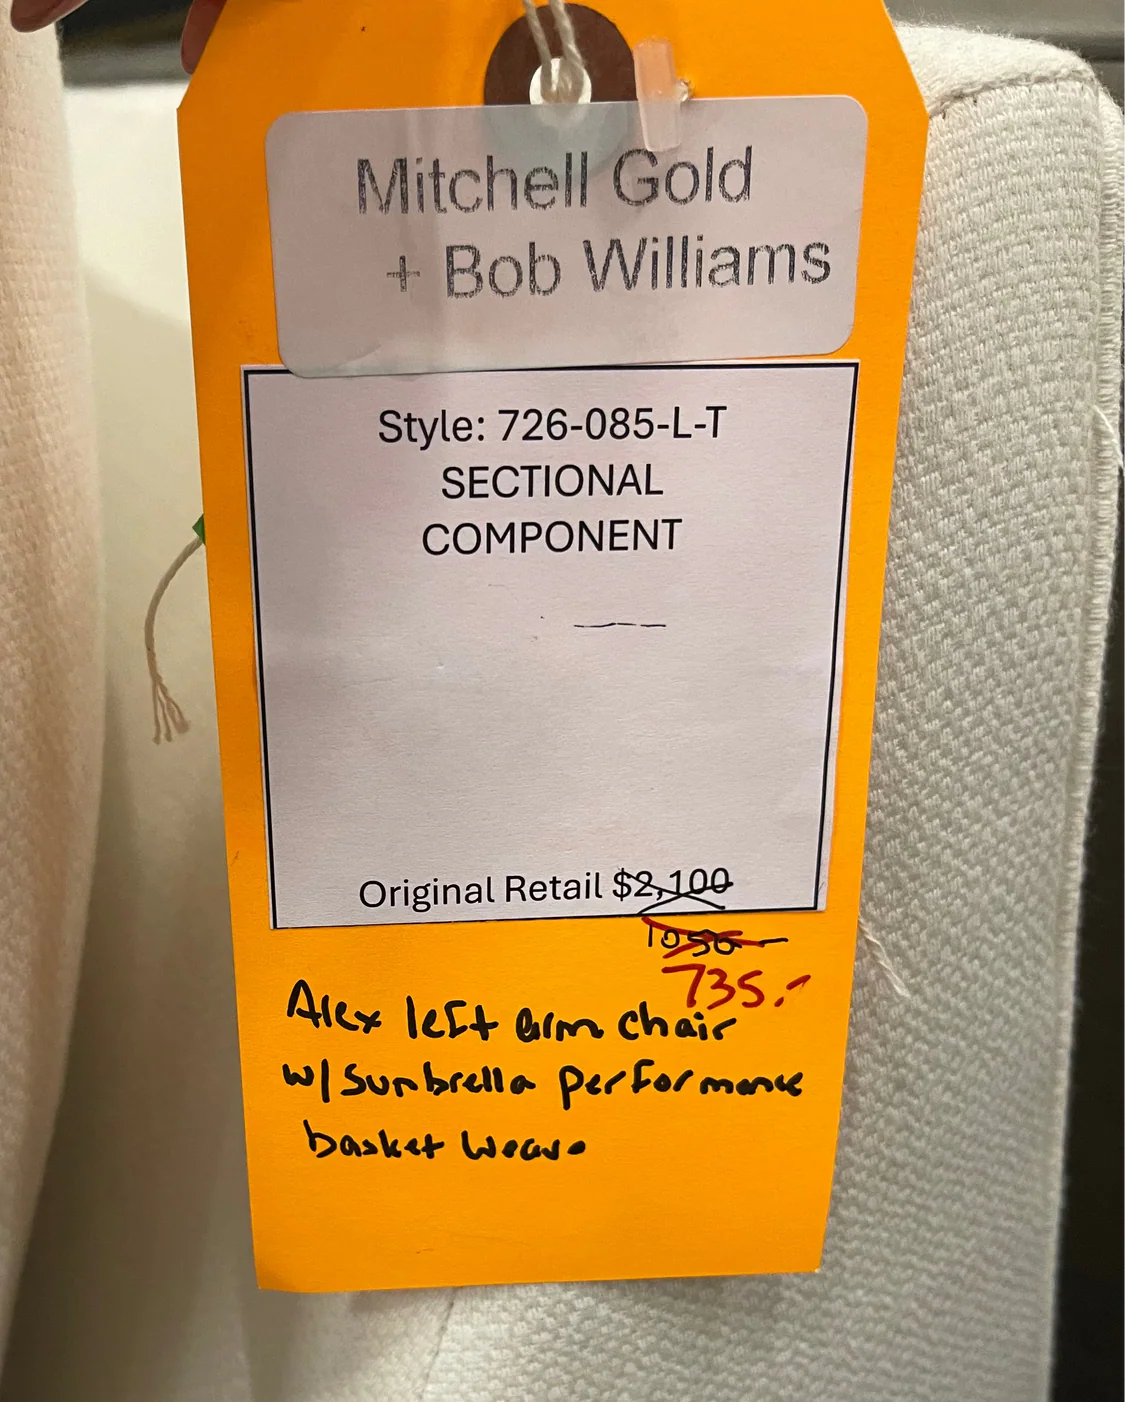 Mitchell Gold
+ Bob Williams
Style: 726-085-L-T
SECTIONAL
COMPONENT
Original Retail $2,100
1050-
735.-
Alex left arm chair
w/ Sunbrella performance
basket weave